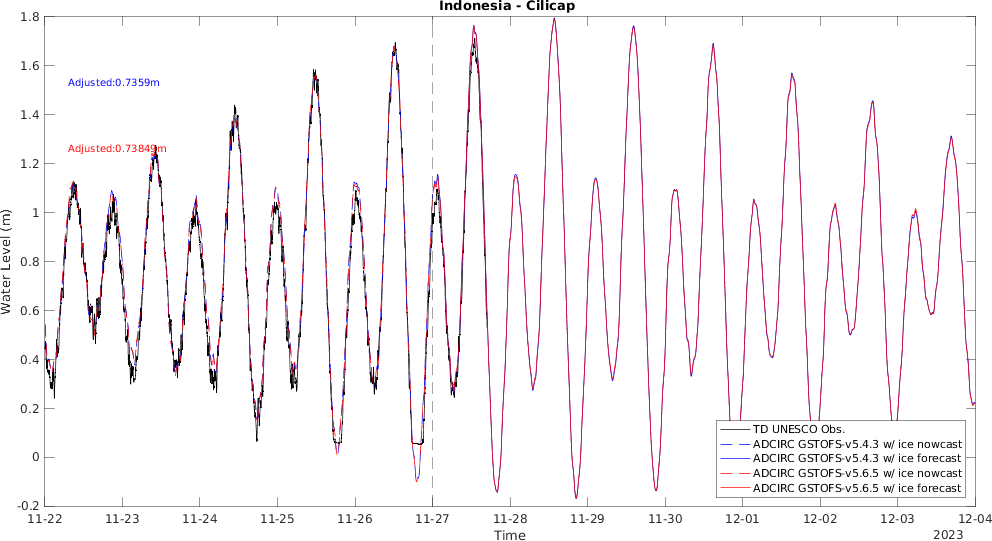 Indonesia - Cilicap
1.8
1.6
1.4
1.2
1
0.8
0.6
0.4
0.2
0
-0.2
Water Level (m)
Adjusted:0.7359m
Adjusted:0.73849m
TD UNESCO Obs.
ADCIRC GSTOFS-v5.4.3 w/ ice nowcast
ADCIRC GSTOFS-v5.4.3 w/ ice forecast
ADCIRC GSTOFS-v5.6.5 w/ ice nowcast
ADCIRC GSTOFS-v5.6.5 w/ ice forecast
11-22 11-23 11-24 11-25 11-26 11-27 11-28 11-29 11-30 12-01 12-02 12-03 12-04
Time
2023